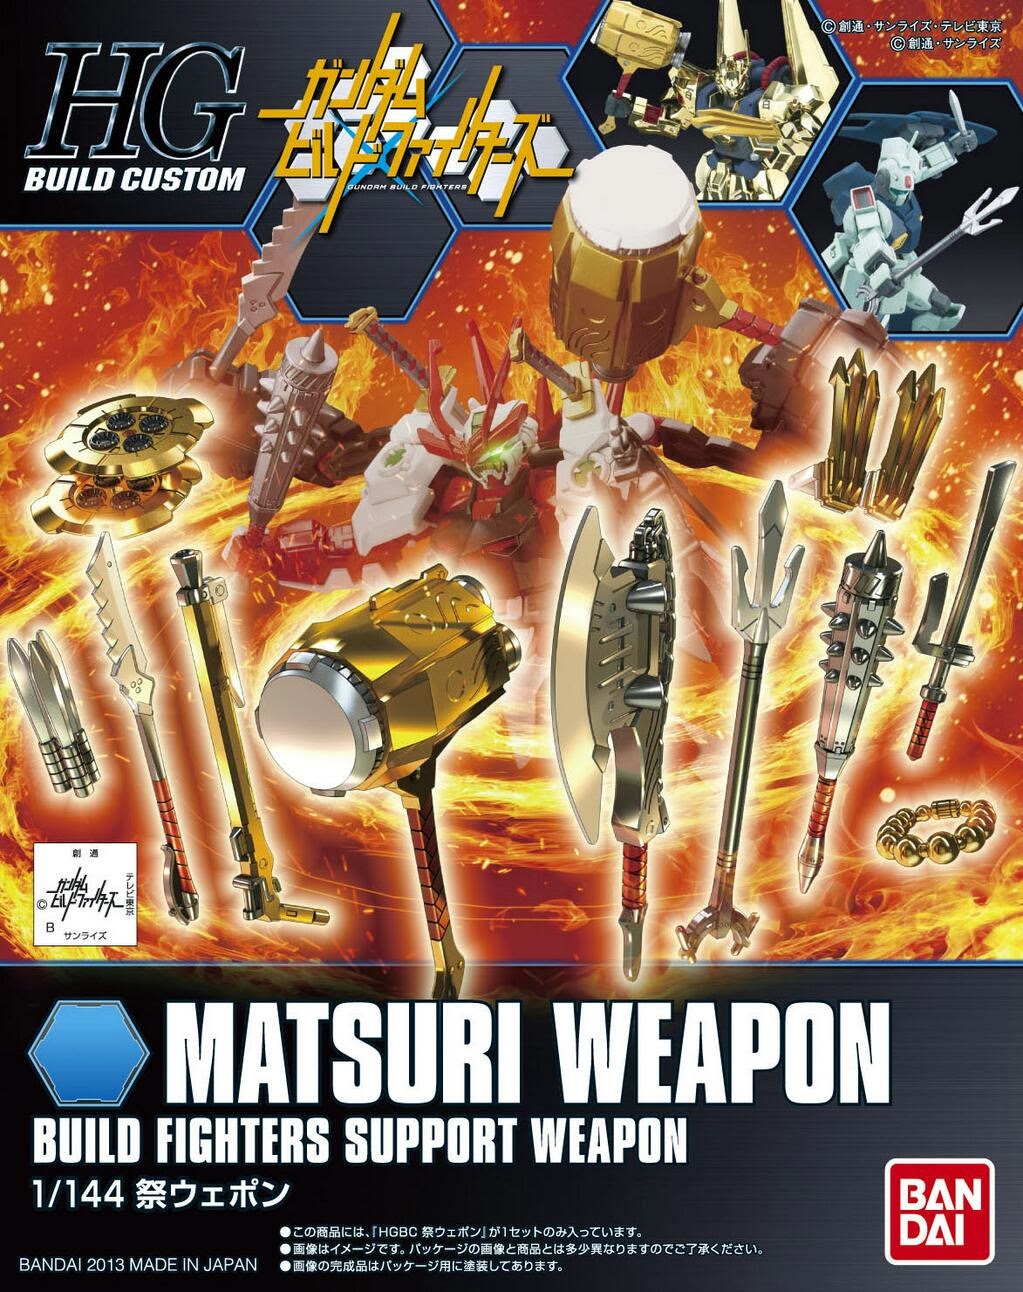 ©創通・サンライズ・テレビ東京
©創通・サンライズ
HG
BUILD CUSTOM
ガンダム
ビルドファイターズ
GUNDAM BUILD FIGHTERS
創通
©
ガンダム
ビルドファイターズ
テレビ東京
B
サンライズ
MATSURI WEAPON
BUILD FIGHTERS SUPPORT WEAPON
1/144 祭ウェポン
BANDAI 2013 MADE IN JAPAN
●この商品には、『HGBC 祭ウェポン』が1セットのみ入っています。
●画像はイメージです。パッケージの画像と商品とは多少異なりますのでご了承ください。
●画像の完成品はパッケージ用に塗装してあります。
BAN
DAI